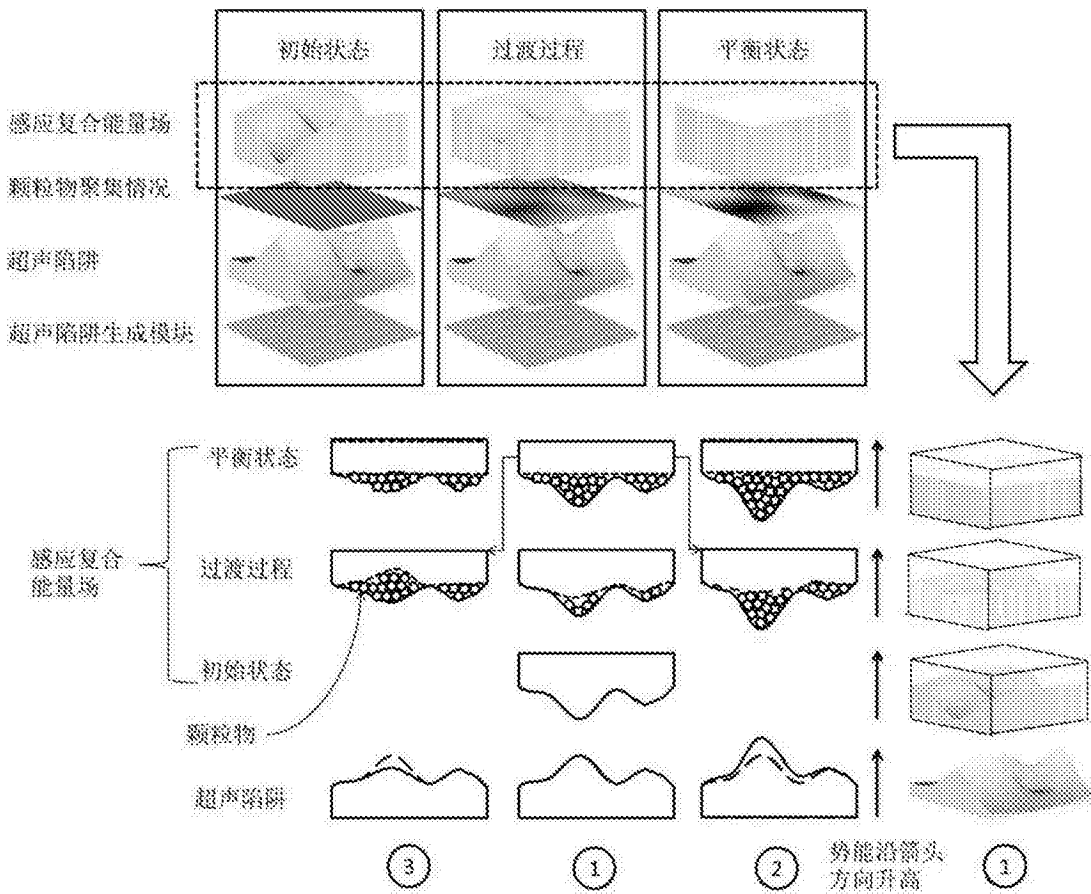 初始状态
过渡过程
平衡状态
感应复合能量场
颗粒物聚集情况
超声陷阱
超声陷阱生成模块
平衡状态
感应复合
能量场
过渡过程
初始状态
颗粒物
超声陷阱
3
1
2
势能沿箭头
方向升高
1